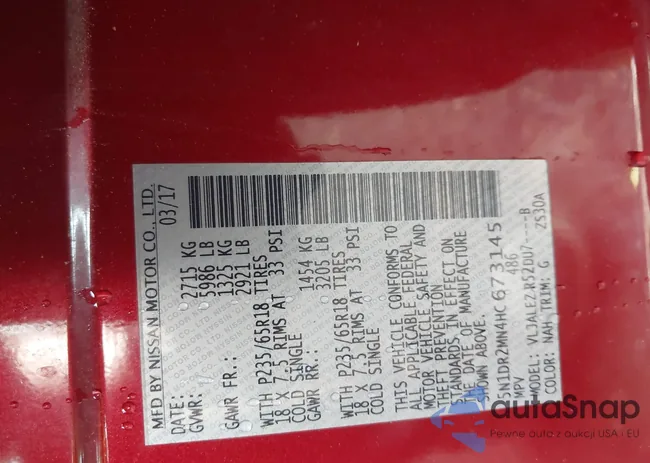 MFD BY NISSAN MOTOR CO., LTD.
DATE: 03/17
GVWR: 2715 KG
5986 LB
GAWR FR.: 1325 KG
2921 LB
WITH P235/65R18 TIRES
18 X 7.5 RIMS AT 33 PSI
COLD SINGLE
GAWR RR: 1454 KG
3205 LB
WITH P235/65R18 TIRES
18 X 7.5 RIMS AT 33 PSI
COLD SINGLE
THIS VEHICLE CONFORMS TO
ALL APPLICABLE FEDERAL
MOTOR VEHICLE SAFETY AND
THEFT PREVENTION
STANDARDS IN EFFECT ON
THE DATE OF MANUFACTURE
SHOWN ABOVE.
5N1DR2MN4HC673145
MPV 486
MODEL: VL3ALEZ R52DU7----B
COLOR: NAH TRIM: G 2S30A
autoSnap
Pewne auto z aukcji USA i EU